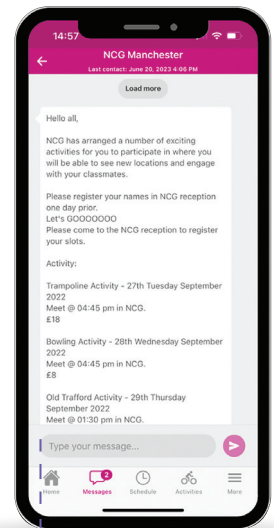 14:57
NCG Manchester
Last contact: June 20, 2023 4:06 PM
Load more
Hello all,
NCG has arranged a number of exciting
activities for you to participate in where you
will be able to see new locations and engage
with your classmates.
Please register your names in NCG reception
one day prior.
Let's GOOOOOOO
Please come to the NCG reception to register
your slots.
Activity:
Trampoline Activity - 27th Tuesday September
2022
Meet @ 04:45 pm in NCG.
£18
Bowling Activity - 28th Wednesday September
2022
Meet @ 04:45 pm in NCG.
£8
Old Trafford Activity - 29th Thursday
September 2022
Meet @ 01:30 pm in NCG.
Type your message...
2
Home Messages Schedule Activities More